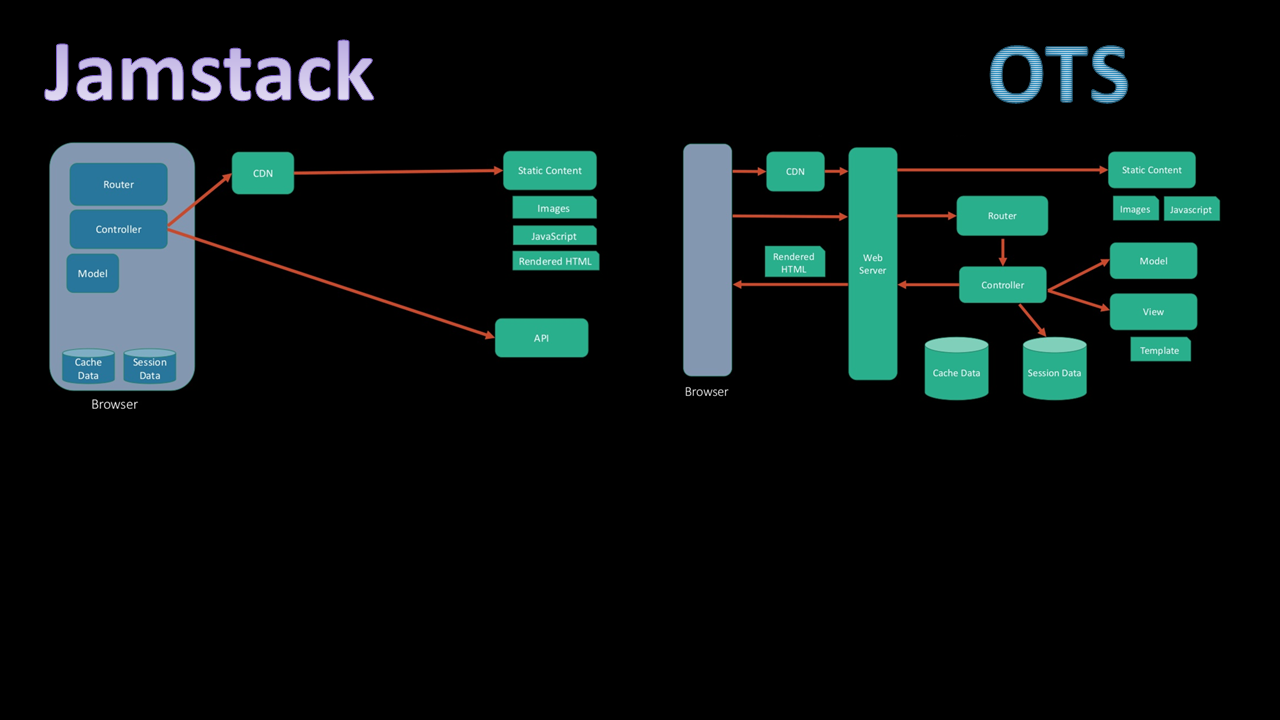 Jamstack
Router
Controller
Model
Cache
Data
Session
Data
Browser
CDN
Static Content
Images
JavaScript
Rendered HTML
API
OTS
Browser
CDN
Rendered
HTML
Web
Server
Static Content
Images
Javascript
Router
Controller
Model
View
Template
Cache Data
Session Data